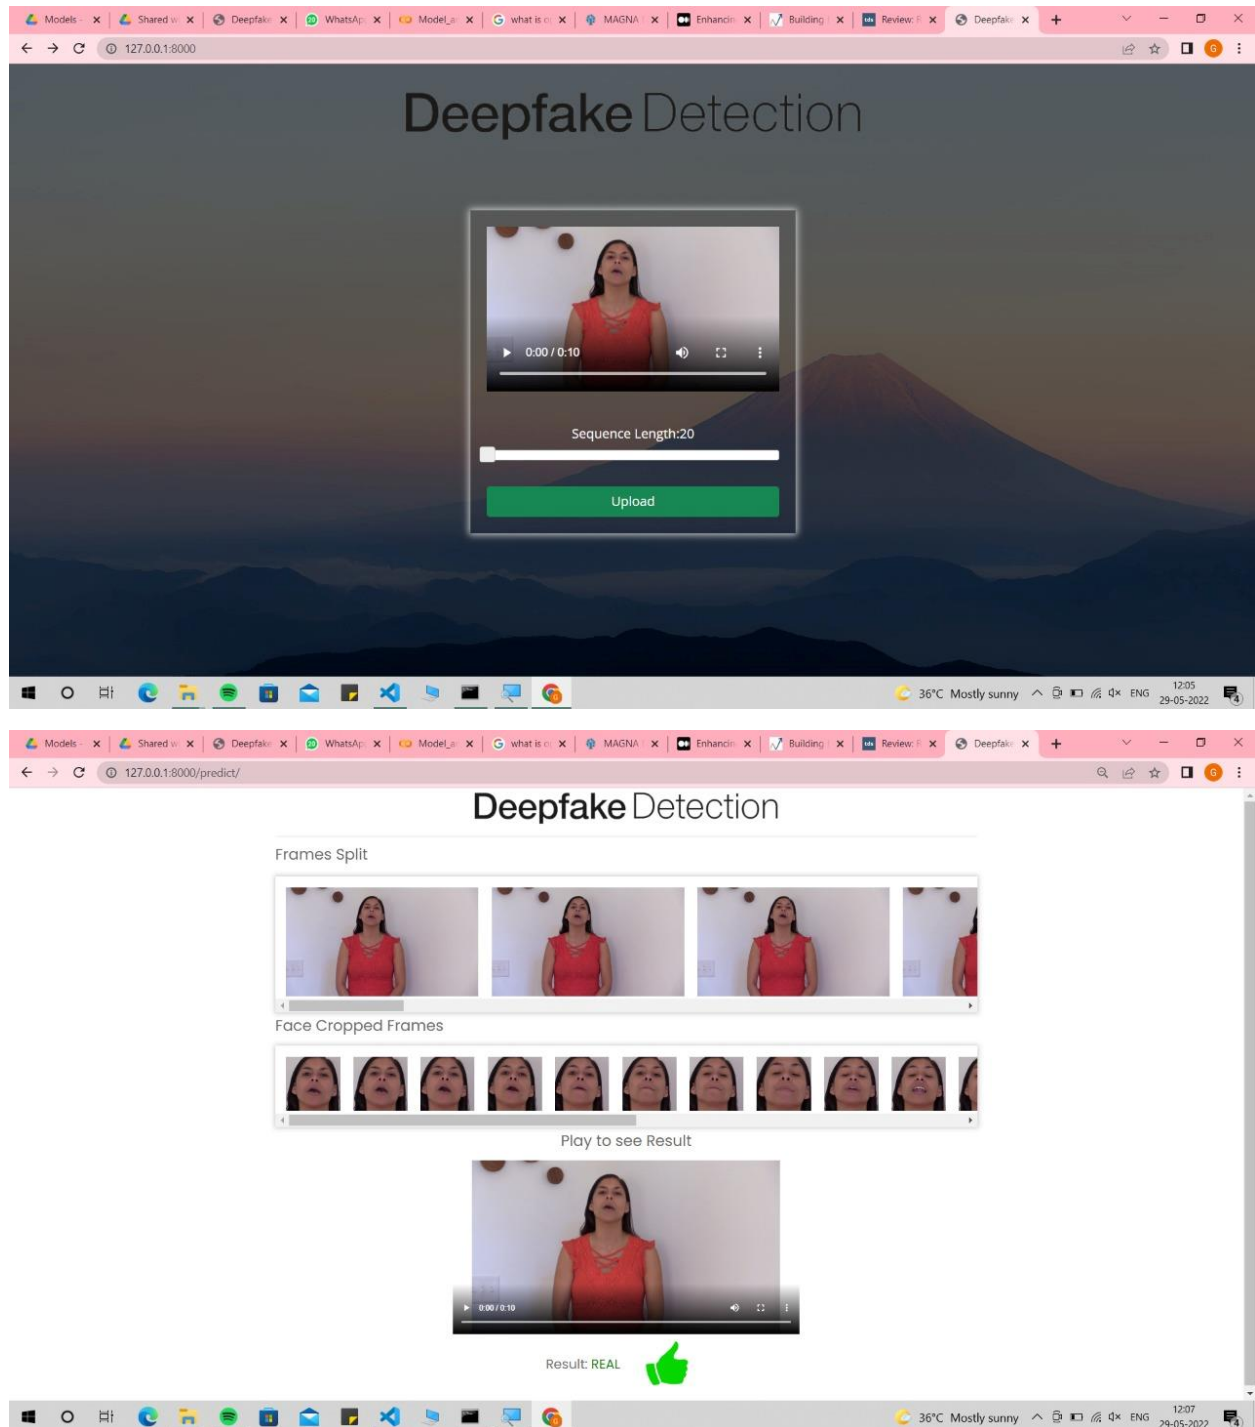 Models - Shared w Deepfake WhatsAp Model_a what is o MAGNA Enhancin Building Review: F Deepfake
127.0.0.1:8000 G
Deepfake Detection
0:00 / 0:10
Sequence Length:20
Upload
36°C Mostly sunny ENG 12:05
29-05-2022
Models - Shared w Deepfake WhatsAp Model_a what is o MAGNA Enhancin Building Review: F Deepfake
127.0.0.1:8000/predict/ G
Deepfake Detection
Frames Split
Face Cropped Frames
Play to see Result
0:00 / 0:10
Result: REAL
36°C Mostly sunny ENG 12:07
29-05-2022